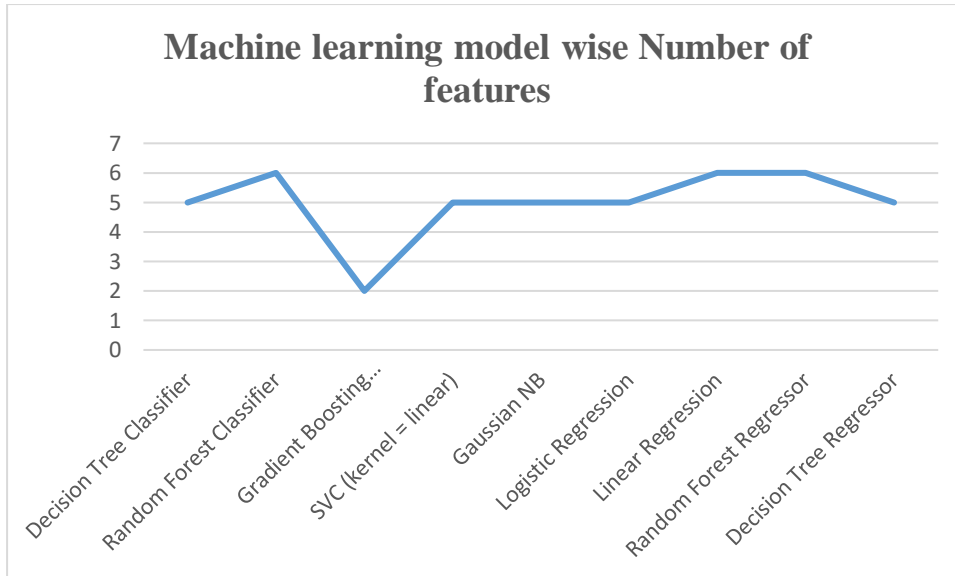 Machine learning model wise Number of
features
7
6
5
4
3
2
1
0
Decision Tree Classifier
Random Forest Classifier
Gradient Boosting…
SVC (kernel = linear)
Gaussian NB
Logistic Regression
Linear Regression
Random Forest Regressor
Decision Tree Regressor